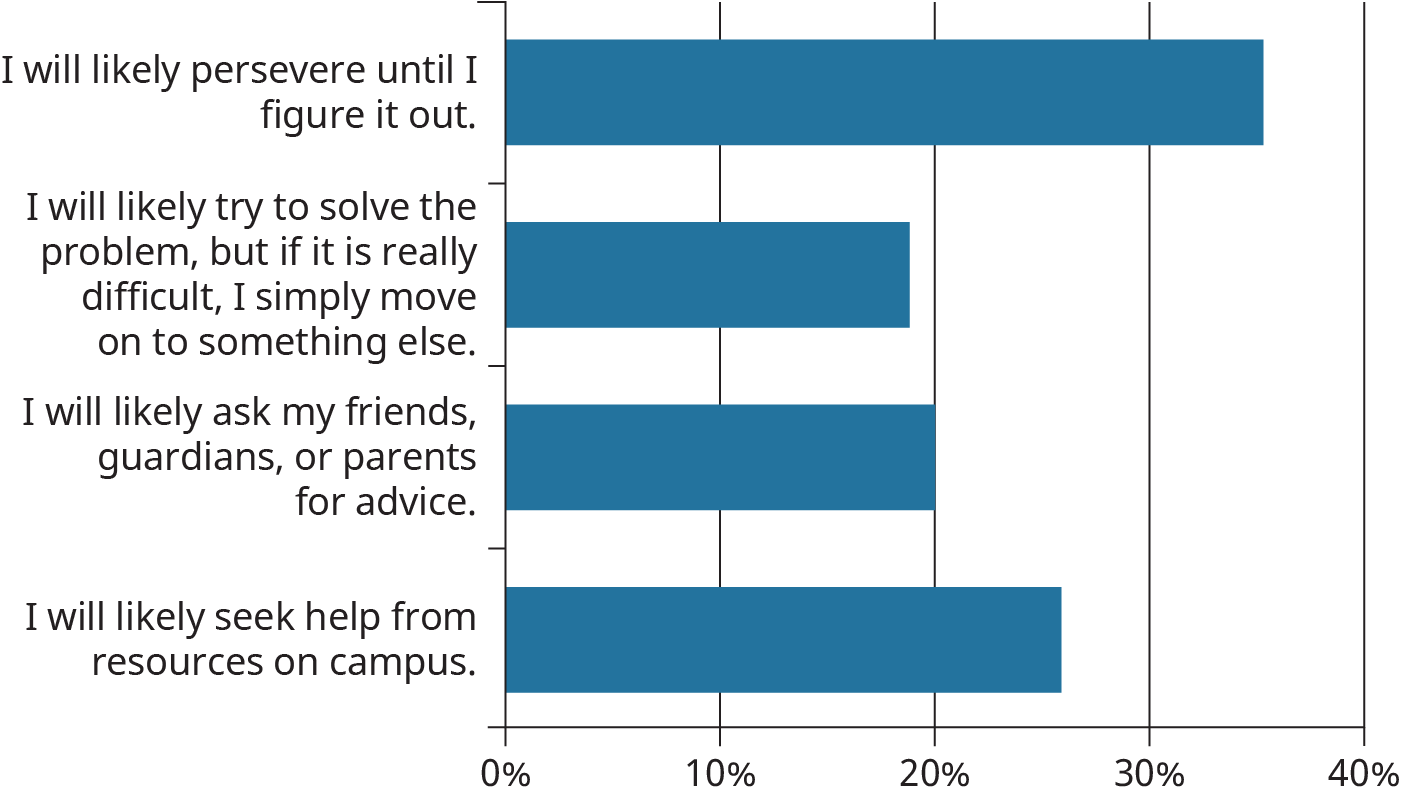 I will likely persevere until I
figure it out.
I will likely try to solve the
problem, but if it is really
difficult, I simply move
on to something else.
I will likely ask my friends,
guardians, or parents
for advice.
I will likely seek help from
resources on campus.
0% 10% 20% 30% 40%